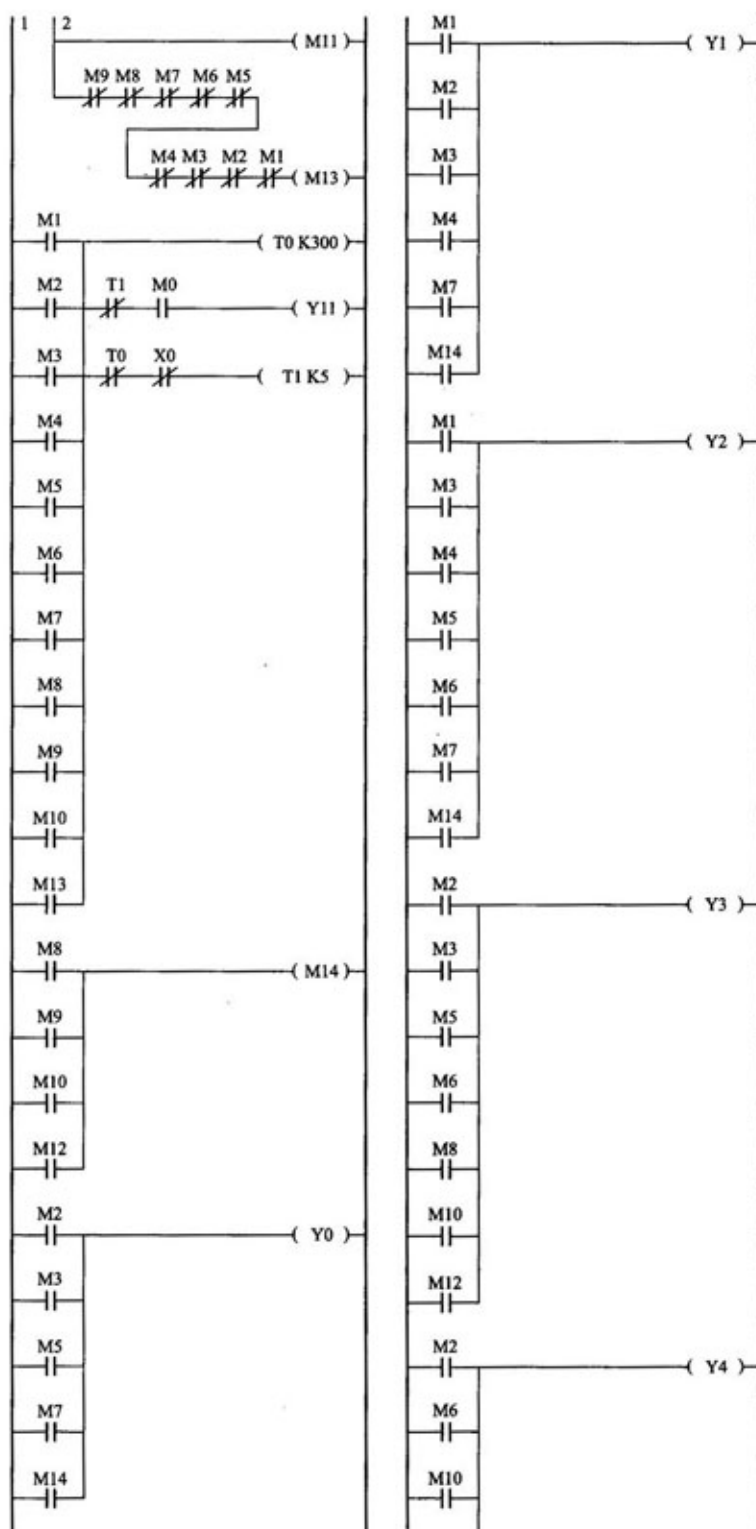 1 2
( M11 )
M9 M8 M7 M6 M5
M4 M3 M2 M1 ( M13 )
M1
( T0 K300 )
M2 T1 M0
( Y11 )
M3 T0 X0
( T1 K5 )
M4
M5
M6
M7
M8
M9
M10
M13
M8
( M14 )
M9
M10
M12
M2
( Y0 )
M3
M5
M7
M14
M1
( Y1 )
M2
M3
M4
M7
M14
M1
( Y2 )
M3
M4
M5
M6
M7
M14
M2
( Y3 )
M3
M5
M6
M8
M10
M12
M2
( Y4 )
M6
M10